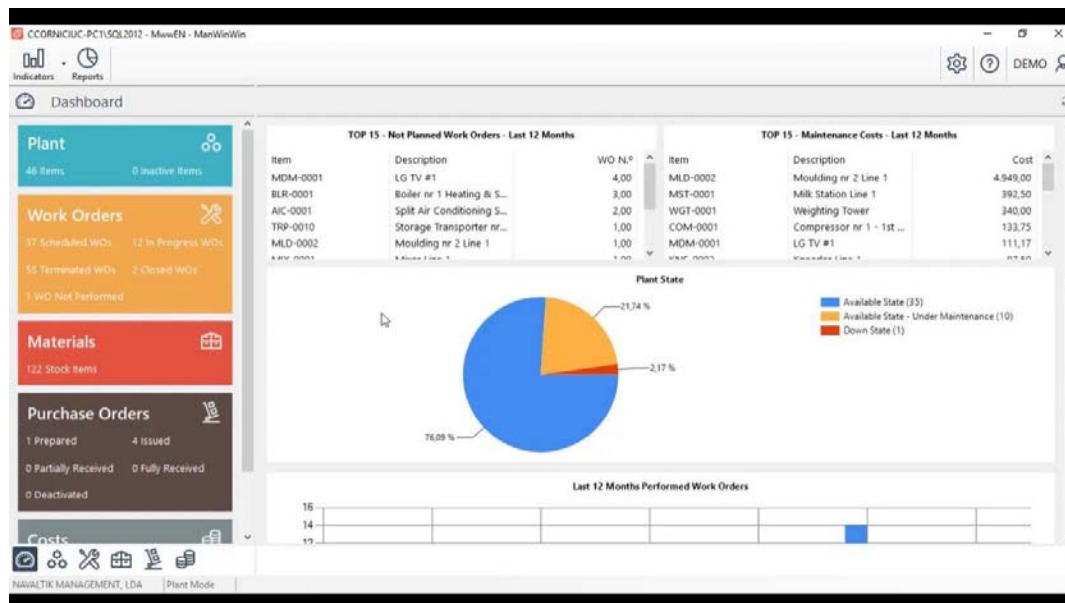 CCORNICIUC-PC1\SQL2012 - MwwEN - ManWinWin
Indicators Reports
DEMO
Dashboard
Plant
46 Items 0 Inactive Items
Work Orders
37 Scheduled WOs 12 In Progress WOs
55 Terminated WOs 2 Closed WOs
1 WO Not Performed
Materials
122 Stock Items
Purchase Orders
1 Prepared 4 Issued
0 Partially Received 0 Fully Received
0 Deactivated
Costs
TOP 15 - Not Planned Work Orders - Last 12 Months
Item Description WO N.º
MDM-0001 LG TV #1 4,00
BLR-0001 Boiler nr 1 Heating & S... 3,00
AIC-0001 Split Air Conditioning S... 2,00
TRP-0010 Storage Transporter nr... 1,00
MLD-0002 Moulding nr 2 Line 1 1,00
TOP 15 - Maintenance Costs - Last 12 Months
Item Description Cost
MLD-0002 Moulding nr 2 Line 1 4.949,00
MST-0001 Milk Station Line 1 392,50
WGT-0001 Weighting Tower 340,00
COM-0001 Compressor nr 1 - 1st ... 133,75
MDM-0001 LG TV #1 111,17
Plant State
21,74 %
2,17 %
76,09 %
Available State (35)
Available State - Under Maintenance (10)
Down State (1)
Last 12 Months Performed Work Orders
16
14
12
NAVALTIK MANAGEMENT, LDA Plant Mode